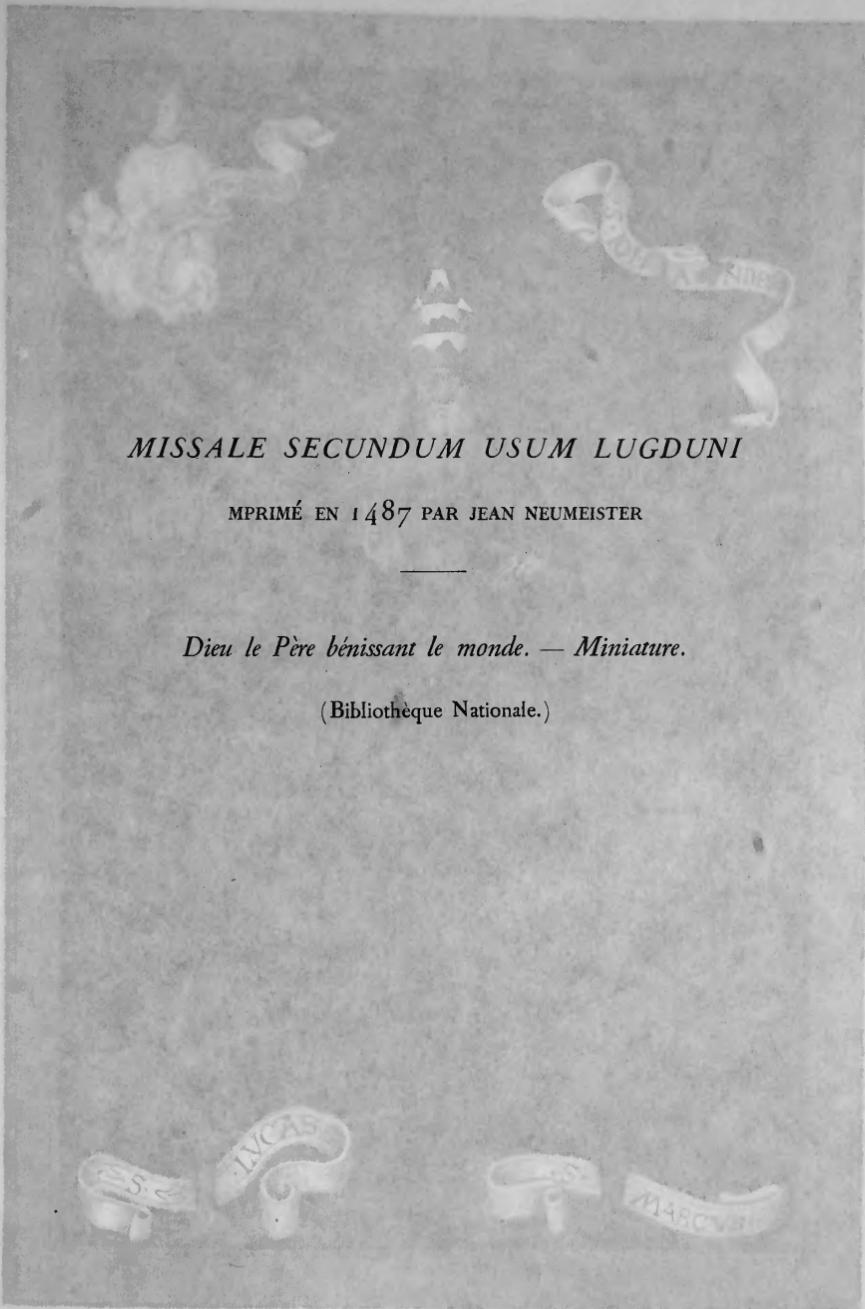 MISSALE SECUNDUM USUM LUGDUNI
MPRIMÉ EN 1487 PAR JEAN NEUMEISTER
Dieu le Père bénissant le monde. — Miniature.
(Bibliothèque Nationale.)
·S·
·LVCAS·
·S·
MARCVS